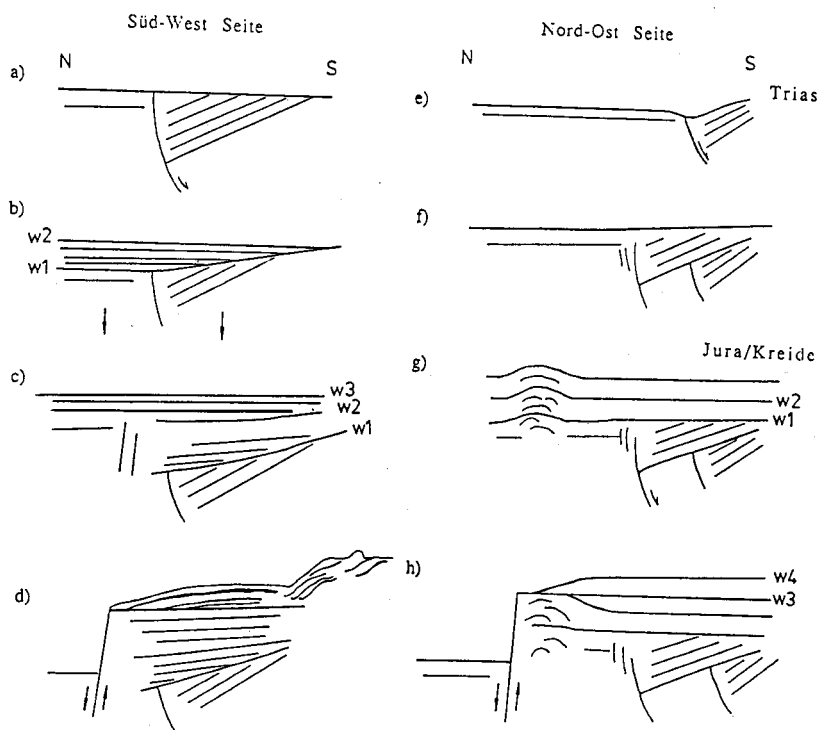 Süd-West Seite
Nord-Ost Seite
a)
N
S
e)
N
S
Trias
b)
w2
w1
f)
c)
w3
w2
w1
g)
Jura/Kreide
w2
w1
d)
h)
w4
w3